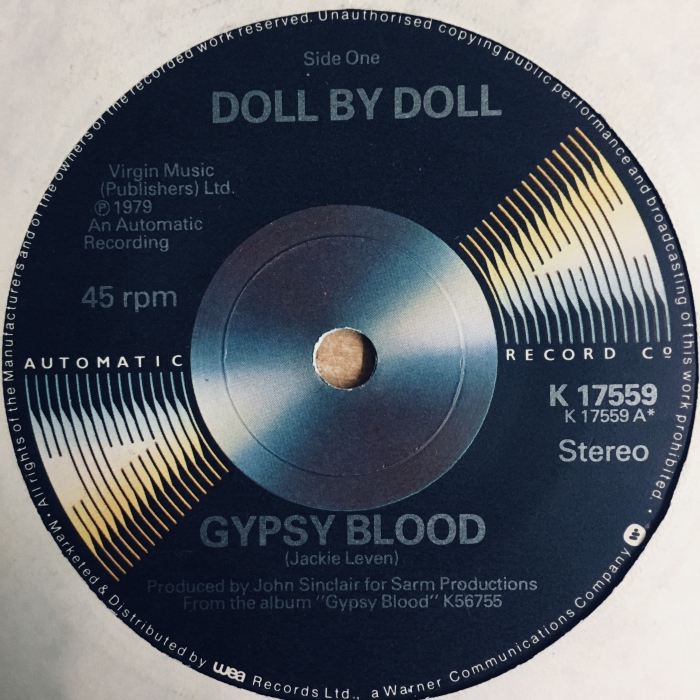 Side One
DOLL BY DOLL
Virgin Music
(Publishers) Ltd.
℗ 1979
An Automatic
Recording
45 rpm
AUTOMATIC
RECORD Cº
K 17559
K 17559 A*
Stereo
GYPSY BLOOD
(Jackie Leven)
Produced by John Sinclair for Sarm Productions
From the album "Gypsy Blood" K56755
All rights of the Manufacturers and of the owners of the recorded work reserved. Unauthorised copying public performance and broadcasting of this work prohibited.
• Marketed & Distributed by wea Records Ltd., a Warner Communications Company